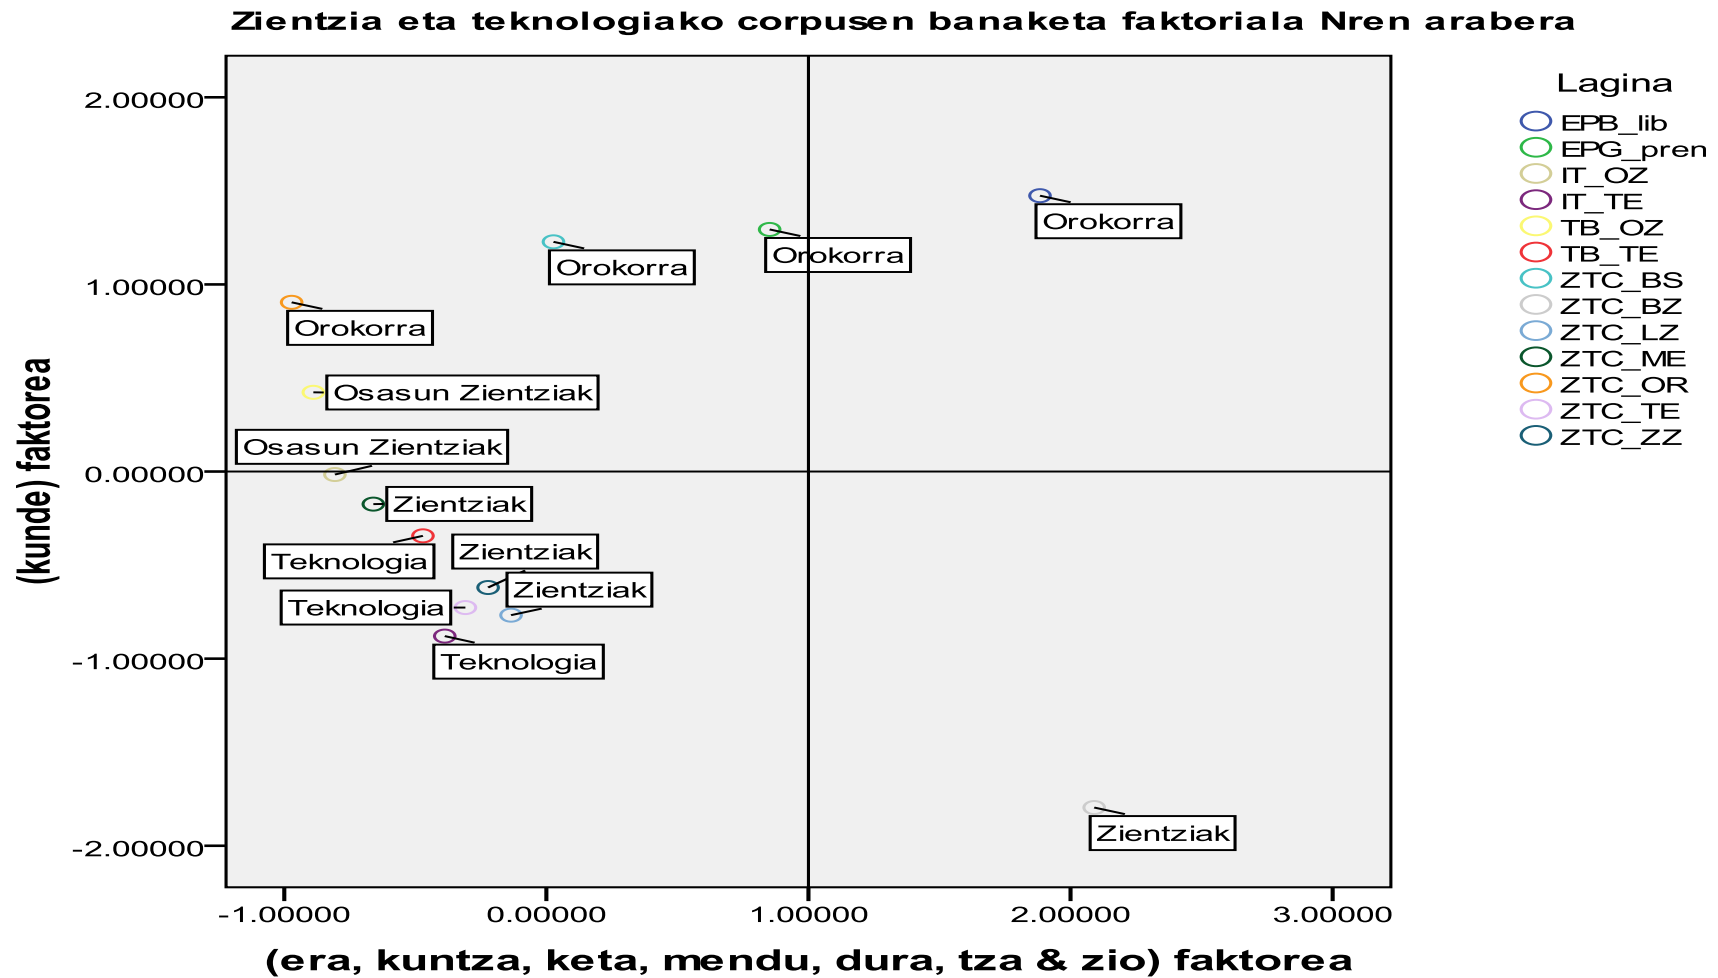 Zientzia eta teknologiako corpusen banaketa faktoriala Nren arabera
Lagina
EPB_lib
EPG_pren
IT_OZ
IT_TE
TB_OZ
TB_TE
ZTC_BS
ZTC_BZ
ZTC_LZ
ZTC_ME
ZTC_OR
ZTC_TE
ZTC_ZZ
(kunde) faktorea
2.00000
1.00000
0.00000
-1.00000
-2.00000
Orokorra
Orokorra
Orokorra
Orokorra
Osasun Zientziak
Osasun Zientziak
Zientziak
Zientziak
Teknologia
Zientziak
Teknologia
Teknologia
Zientziak
-1.00000
0.00000
1.00000
2.00000
3.00000
(era, kuntza, keta, mendu, dura, tza & zio) faktorea